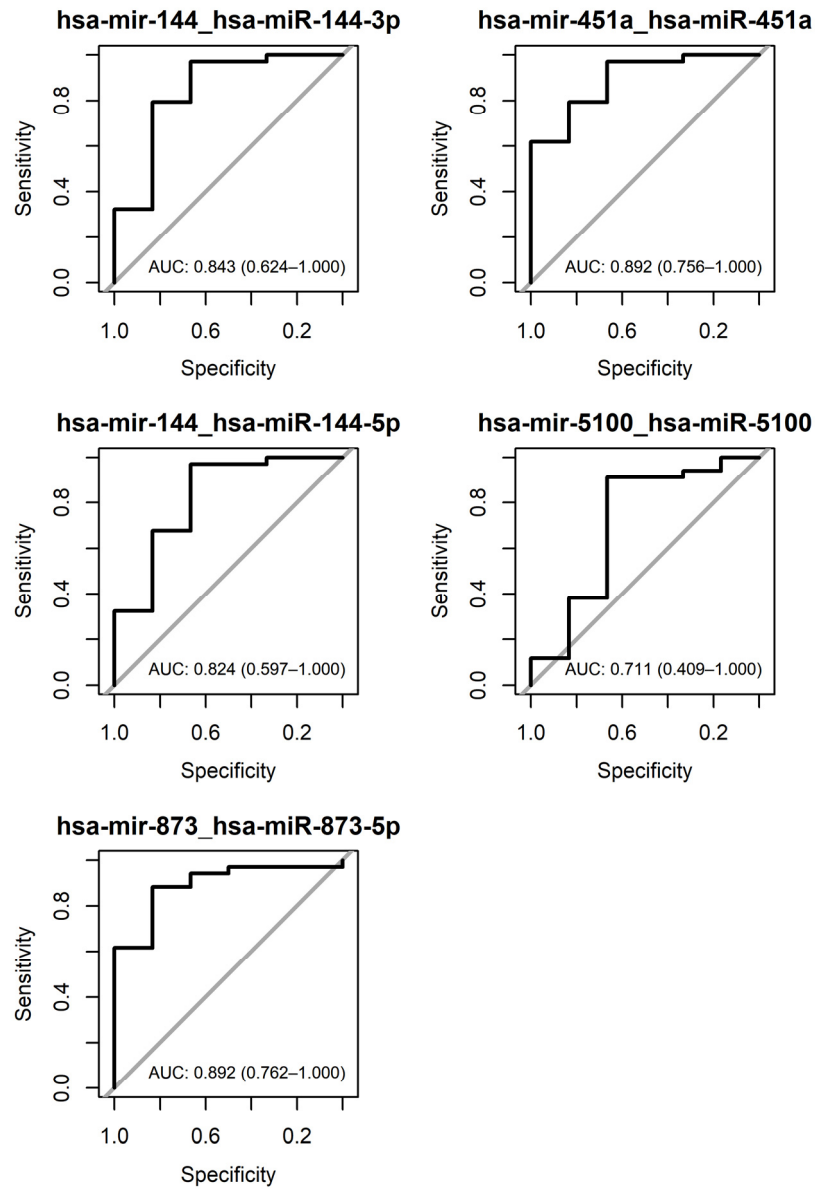 hsa-mir-144_hsa-miR-144-3p
Sensitivity
0.0 0.4 0.8
AUC: 0.843 (0.624–1.000)
1.0 0.6 0.2
Specificity
hsa-mir-451a_hsa-miR-451a
Sensitivity
0.0 0.4 0.8
AUC: 0.892 (0.756–1.000)
1.0 0.6 0.2
Specificity
hsa-mir-144_hsa-miR-144-5p
Sensitivity
0.0 0.4 0.8
AUC: 0.824 (0.597–1.000)
1.0 0.6 0.2
Specificity
hsa-mir-5100_hsa-miR-5100
Sensitivity
0.0 0.4 0.8
AUC: 0.711 (0.409–1.000)
1.0 0.6 0.2
Specificity
hsa-mir-873_hsa-miR-873-5p
Sensitivity
0.0 0.4 0.8
AUC: 0.892 (0.762–1.000)
1.0 0.6 0.2
Specificity